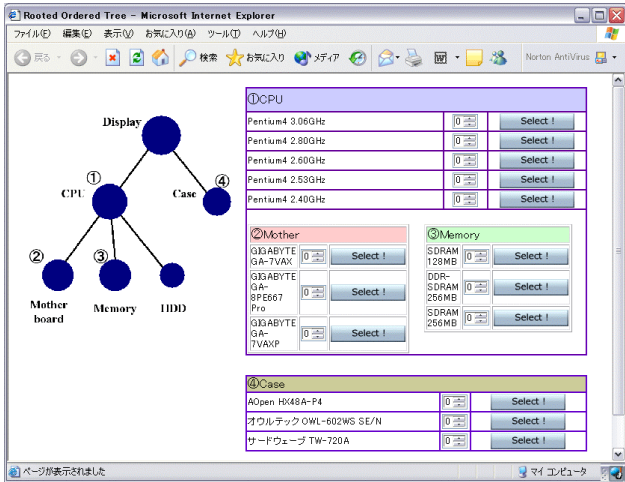 Rooted Ordered Tree - Microsoft Internet Explorer
ファイル(F) 編集(E) 表示(V) お気に入り(A) ツール(T) ヘルプ(H)
戻る 検索 お気に入り メディア Norton AntiVirus
Display
① CPU
④ Case
② Mother board
③ Memory
HDD
①CPU
Pentium4 3.06GHz 0 Select !
Pentium4 2.80GHz 0 Select !
Pentium4 2.60GHz 0 Select !
Pentium4 2.53GHz 0 Select !
Pentium4 2.40GHz 0 Select !
②Mother
GIGABYTE
GA-7VAX 0 Select !
GIGABYTE
GA-
8PE667 0 Select !
Pro
GIGABYTE
GA- 0 Select !
7VAXP
③Memory
SDRAM
128MB 0 Select !
DDR-
SDRAM 0 Select !
256MB
SDRAM
256MB 0 Select !
④Case
AOpen HX48A-P4 0 Select !
オウルテック OWL-602WS SE/N 0 Select !
サードウェーブ TW-720A 0 Select !
ページが表示されました マイ コンピュータ